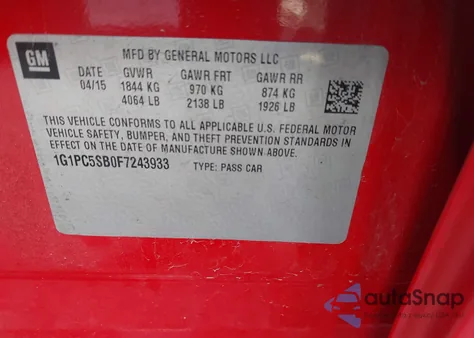 GM
MFD BY GENERAL MOTORS LLC
DATE GVWR GAWR FRT GAWR RR
04/15 1844 KG 970 KG 874 KG
4064 LB 2138 LB 1926 LB
THIS VEHICLE CONFORMS TO ALL APPLICABLE U.S. FEDERAL MOTOR
VEHICLE SAFETY, BUMPER, AND THEFT PREVENTION STANDARDS IN
EFFECT ON THE DATE OF MANUFACTURE SHOWN ABOVE.
1G1PC5SB0F7243933 TYPE: PASS CAR
autoSnap